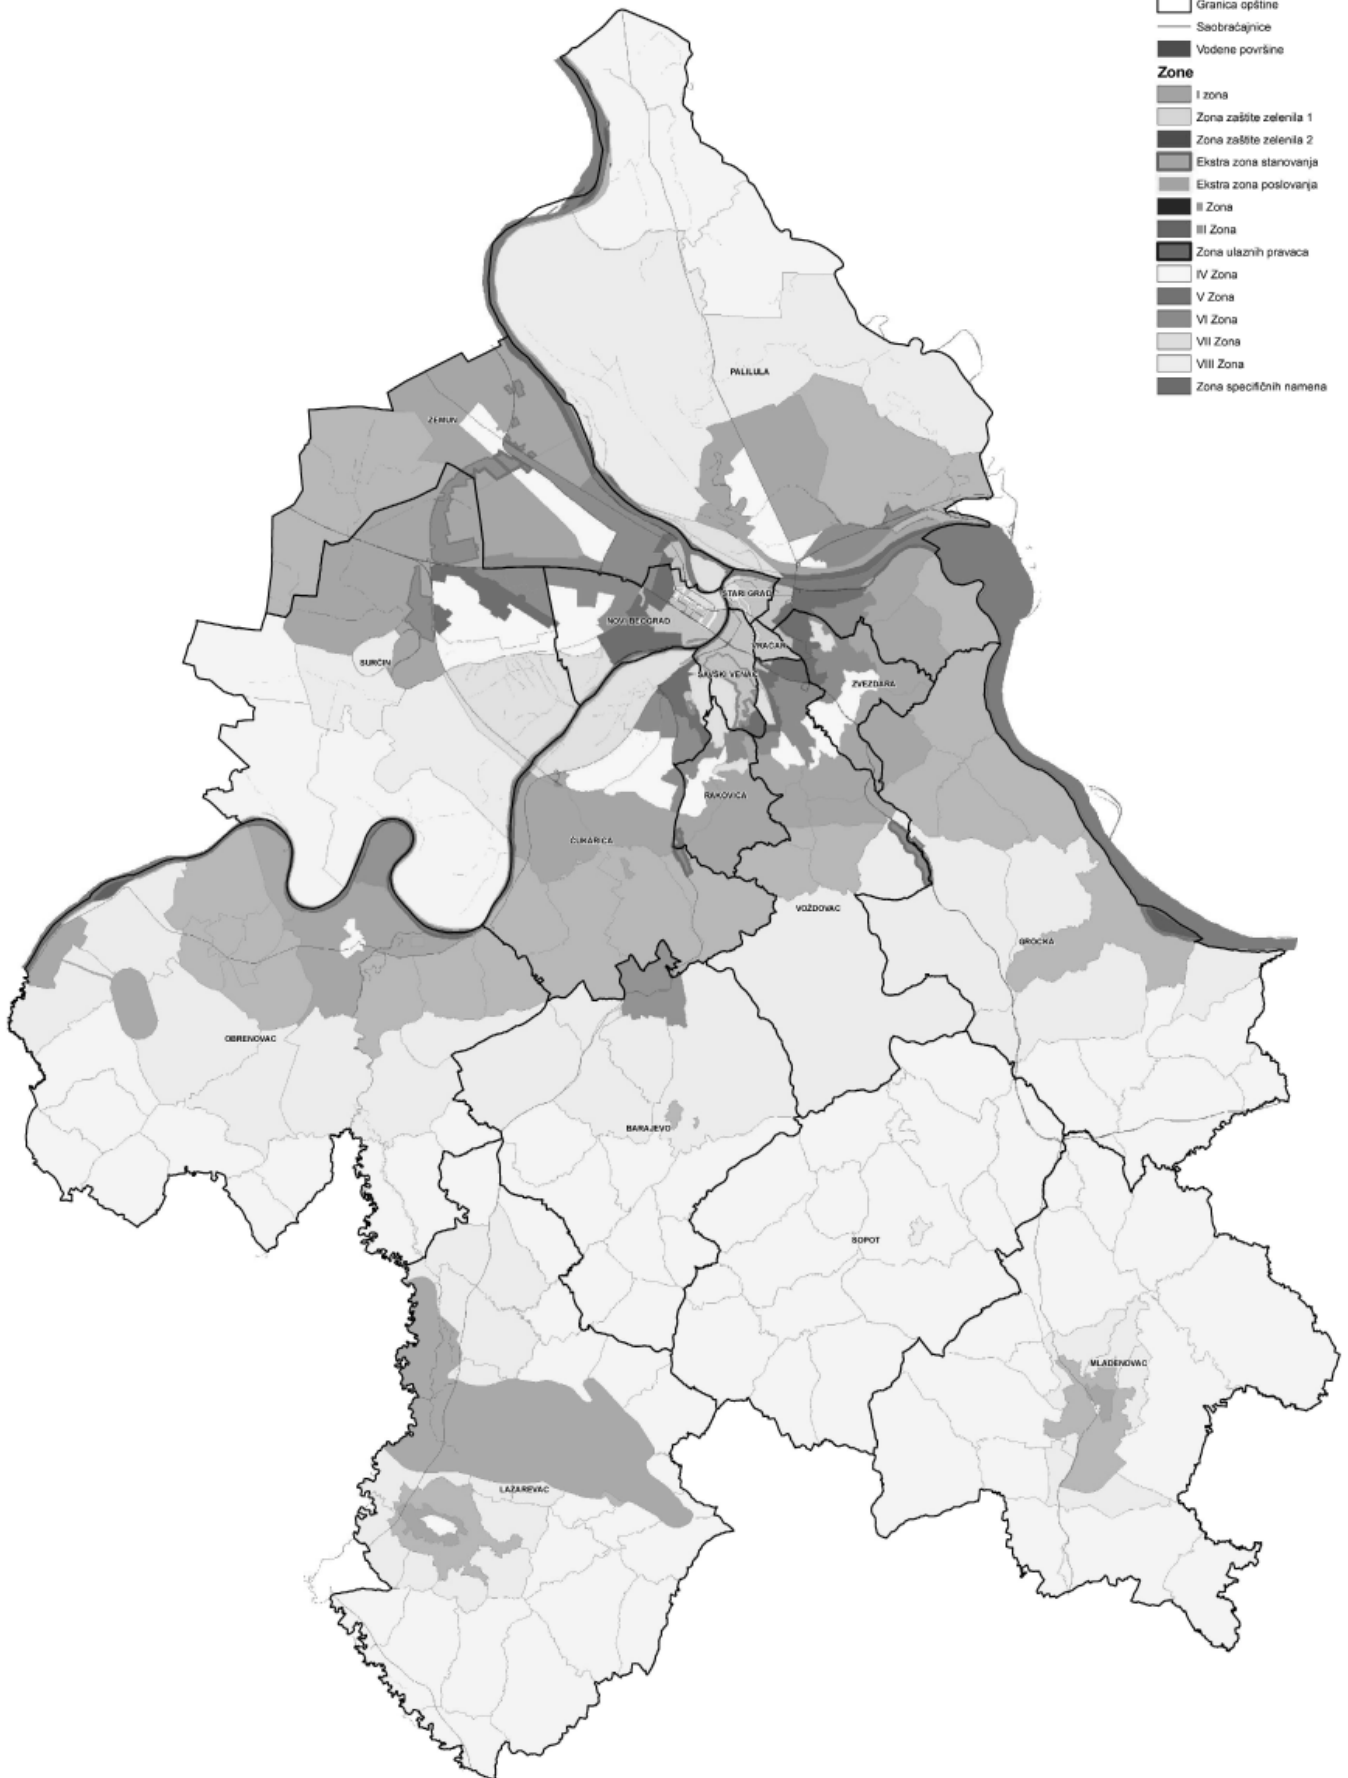 Granica opštine
Saobraćajnice
Vodene površine
Zone
I zona
Zona zaštite zelenila 1
Zona zaštite zelenila 2
Ekstra zona stanovanja
Ekstra zona poslovanja
II Zona
III Zona
Zona ulaznih pravaca
IV Zona
V Zona
VI Zona
VII Zona
VIII Zona
Zona specifičnih namena
PALILULA
ZEMUN
STARI GRAD
NOVI BEOGRAD
VRAČAR
SURČIN
SAVSKI VENAC
ZVEZDARA
RAKOVICA
ČUKARICA
VOŽDOVAC
GROCKA
OBRENOVAC
BARAJEVO
SOPOT
MLADENOVAC
LAZAREVAC